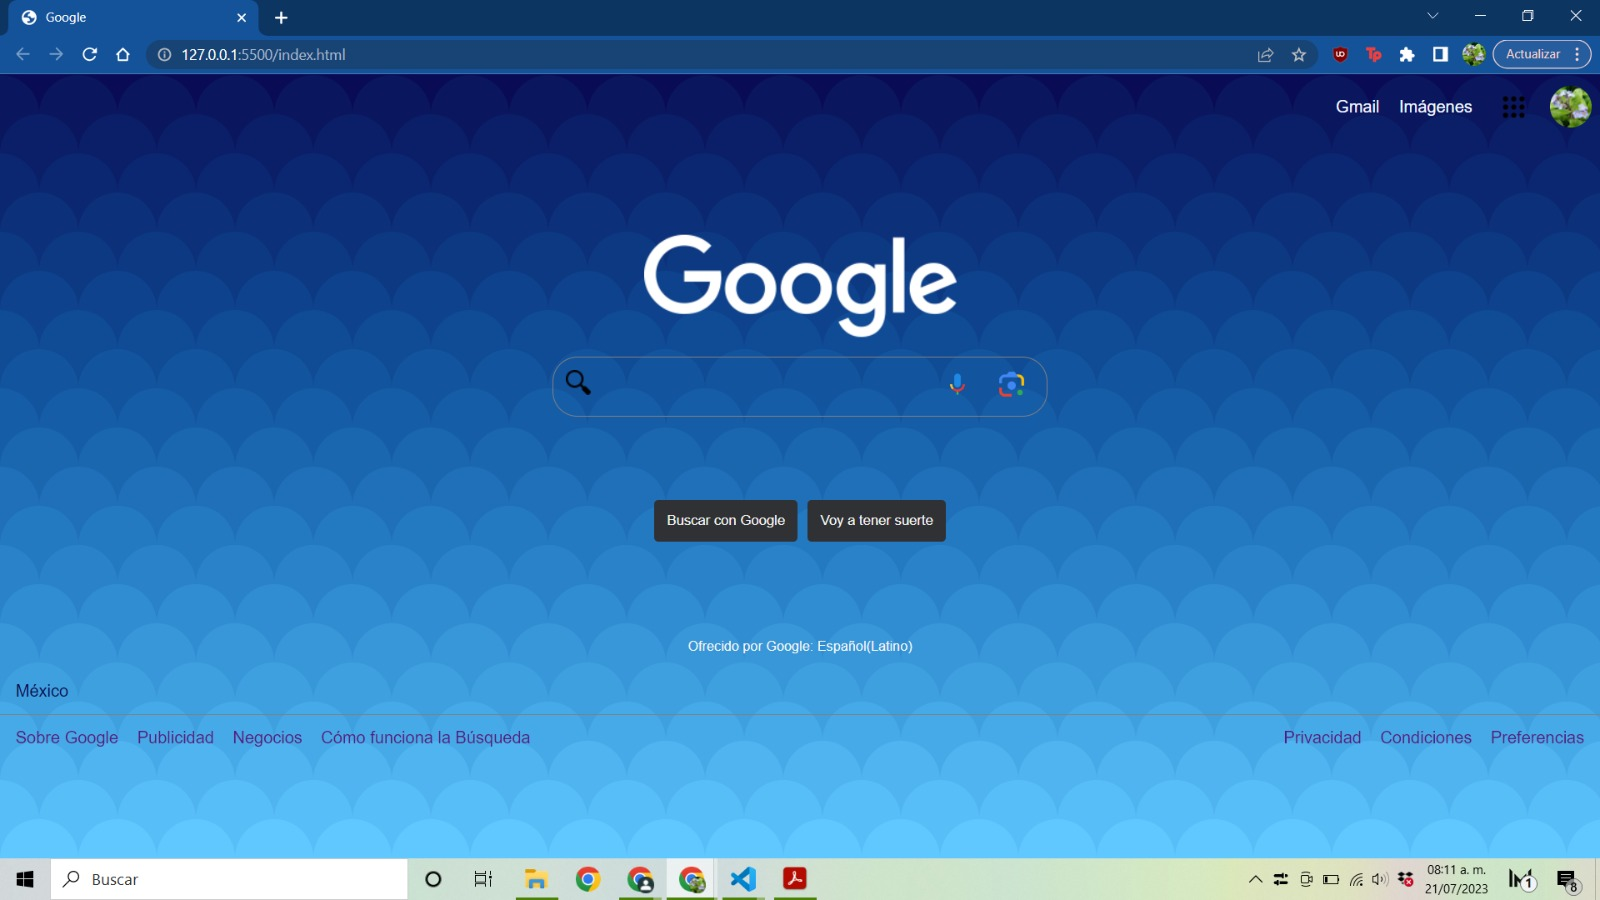 Google
127.0.0.1:5500/index.html
Actualizar
Gmail Imágenes
Google
Buscar con Google Voy a tener suerte
Ofrecido por Google: Español(Latino)
México
Sobre Google Publicidad Negocios Cómo funciona la Búsqueda Privacidad Condiciones Preferencias
Buscar
08:11 a. m.
21/07/2023
1
8